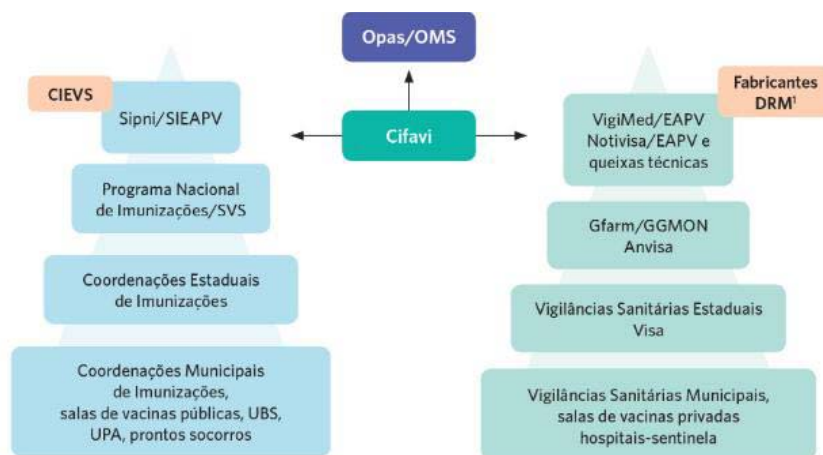 Opas/OMS
CIEVS
Sipni/SIEAPV
Cifavi
Fabricantes
DRM¹
VigiMed/EAPV
Notivisa/EAPV e
queixas técnicas
Programa Nacional
de Imunizações/SVS
Gfarm/GGMON
Anvisa
Coordenações Estaduais
de Imunizações
Vigilâncias Sanitárias Estaduais
Visa
Coordenações Municipais
de Imunizações,
salas de vacinas públicas, UBS,
UPA, prontos socorros
Vigilâncias Sanitárias Municipais,
salas de vacinas privadas
hospitais-sentinela